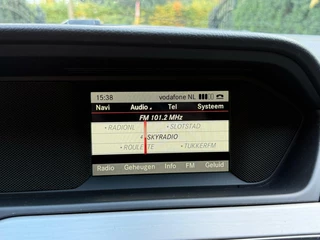 15:38 vodafone NL
Navi Audio Tel Systeem
FM 101.2 MHz
• RADIONL • SLOTSTAD
• SKYRADIO
• ROULETTE • TUKKERFM
Radio Geheugen Info FM Geluid